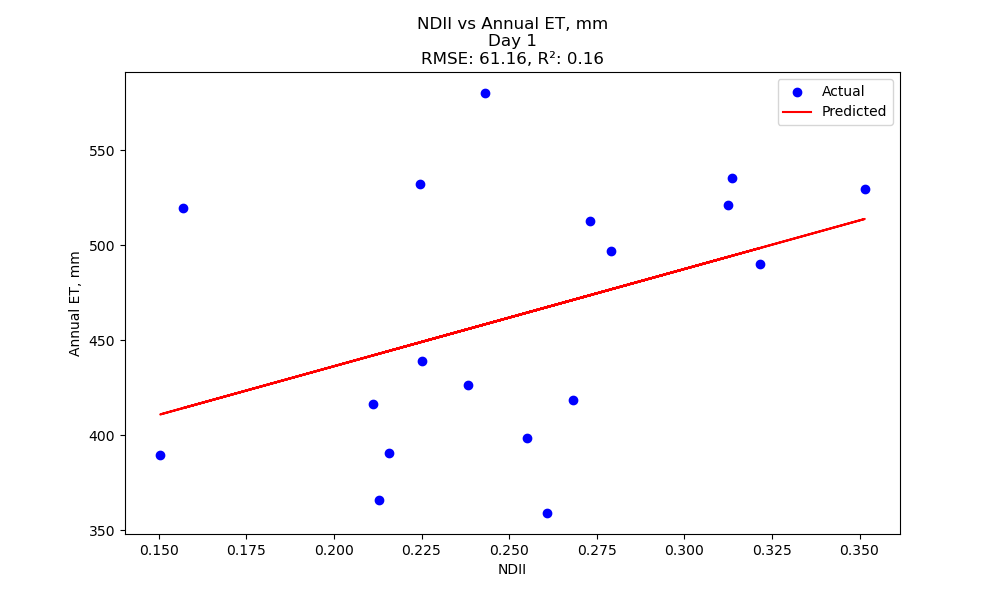 NDII vs Annual ET, mm
Day 1
RMSE: 61.16, R²: 0.16
Actual
Predicted
Annual ET, mm
550
500
450
400
350
0.150 0.175 0.200 0.225 0.250 0.275 0.300 0.325 0.350
NDII